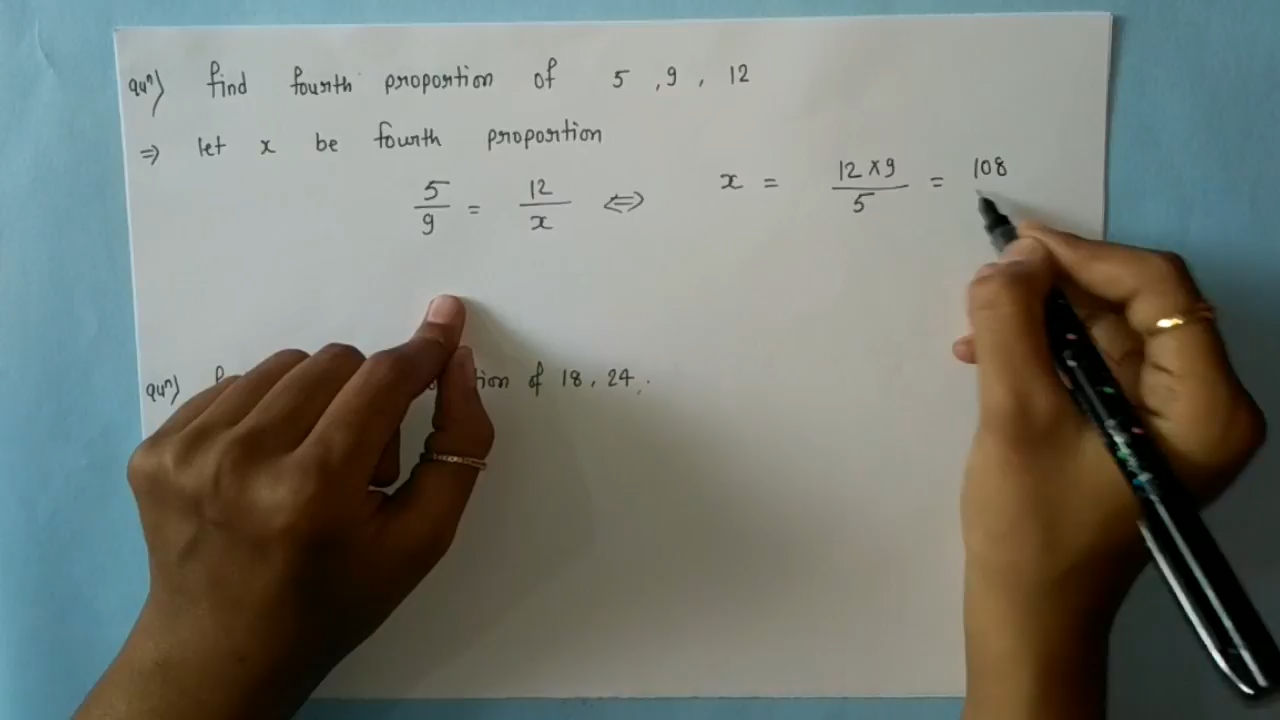 quⁿ) find fourth proportion of 5 , 9 , 12
⇒ let x be fourth proportion
5/9 = 12/x ⇔ x = 12×9/5 = 108
quⁿ) of 18, 24.